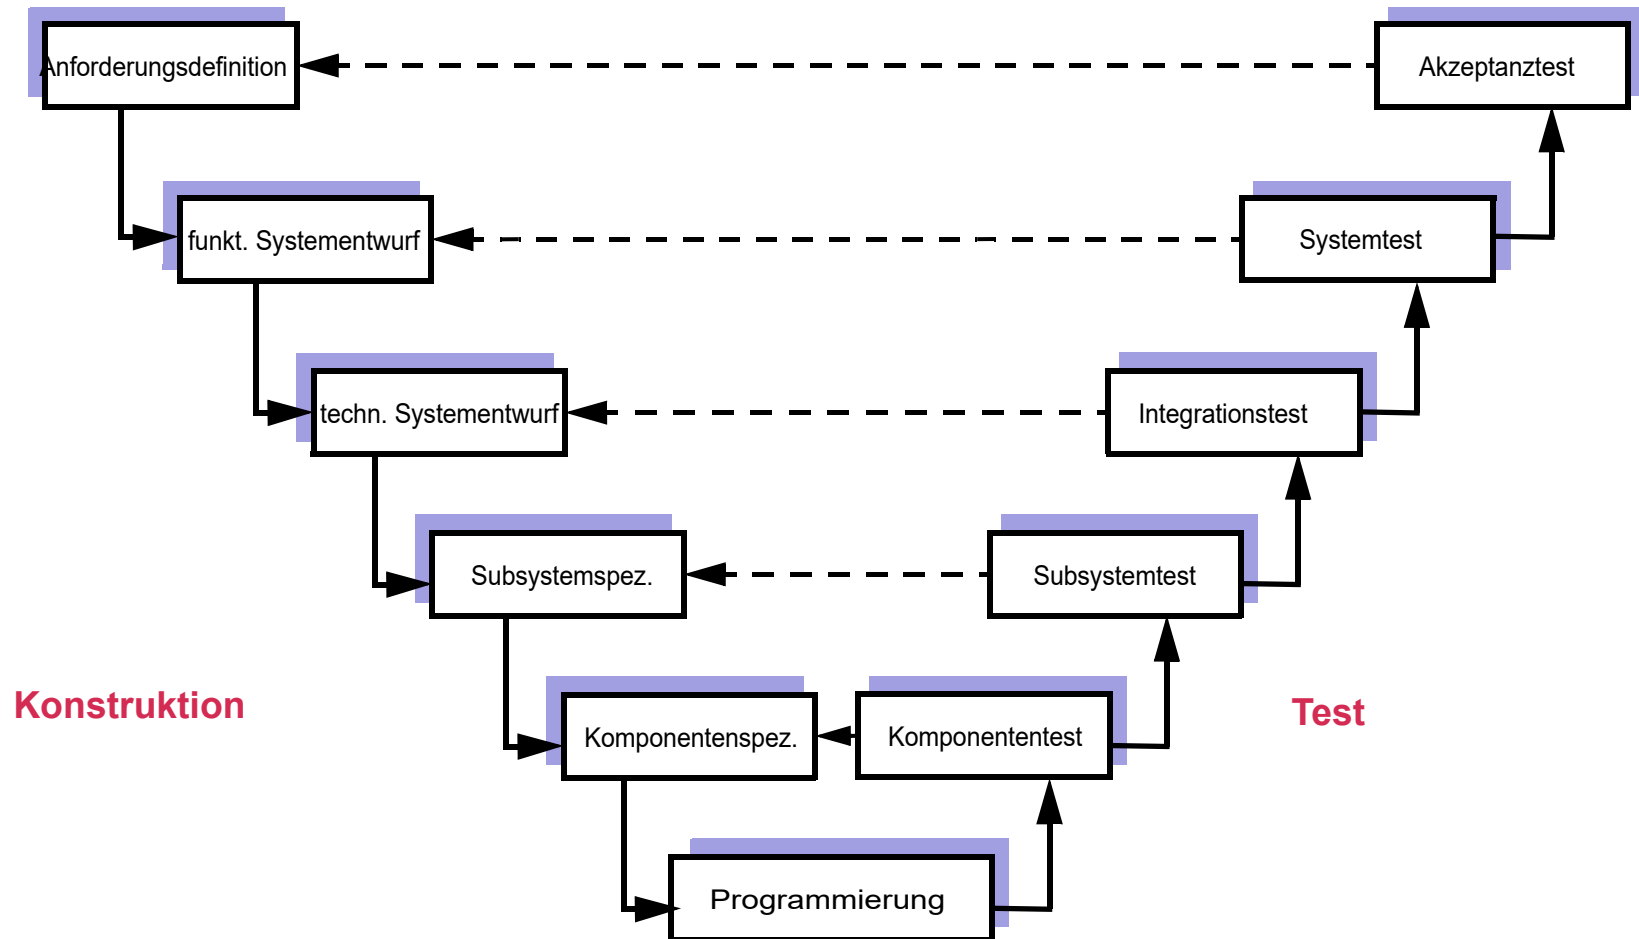 Anforderungsdefinition
Akzeptanztest
funkt. Systementwurf
Systemtest
techn. Systementwurf
Integrationstest
Subsystemspez.
Subsystemtest
Konstruktion
Test
Komponentenspez.
Komponententest
Programmierung